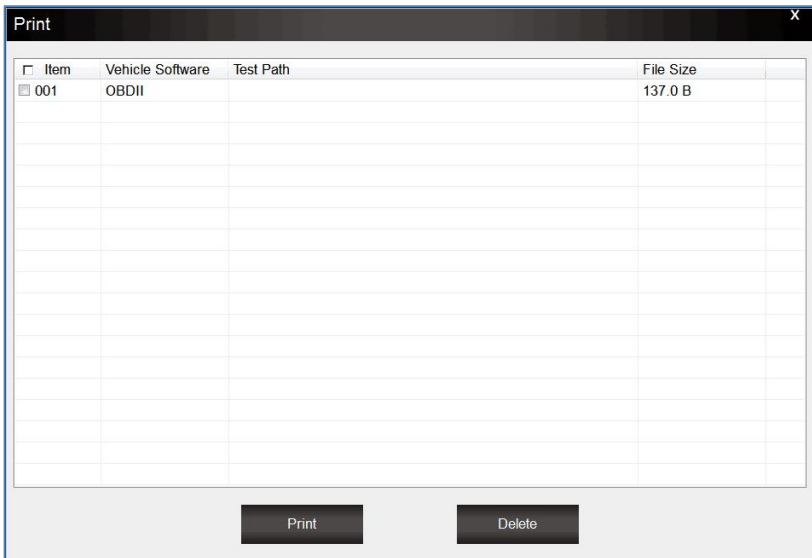 Print X
Item Vehicle Software Test Path File Size
001 OBDII 137.0 B
Print Delete